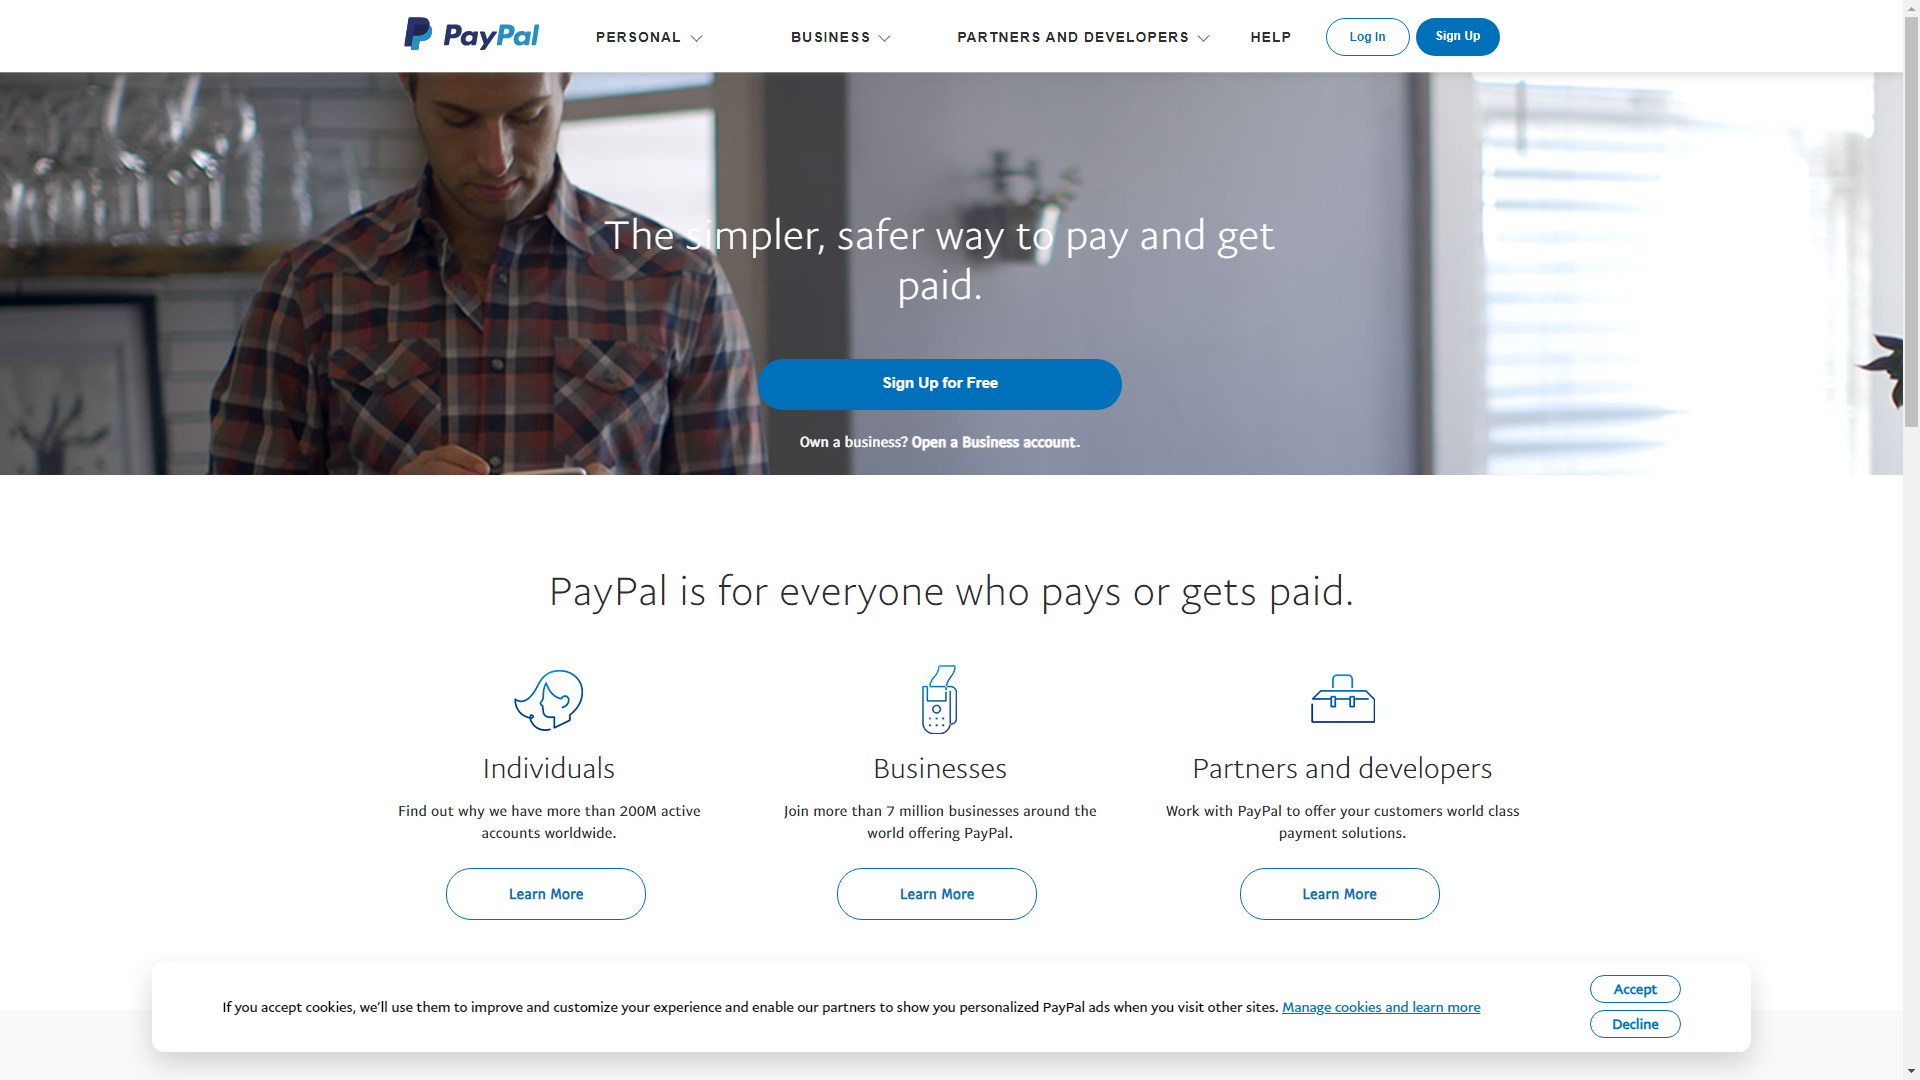 PayPal PERSONAL BUSINESS PARTNERS AND DEVELOPERS HELP Log In Sign Up
The simpler, safer way to pay and get
paid.
Sign Up for Free
Own a business? Open a Business account.
PayPal is for everyone who pays or gets paid.
Individuals
Find out why we have more than 200M active
accounts worldwide.
Learn More
Businesses
Join more than 7 million businesses around the
world offering PayPal.
Learn More
Partners and developers
Work with PayPal to offer your customers world class
payment solutions.
Learn More
If you accept cookies, we’ll use them to improve and customize your experience and enable our partners to show you personalized PayPal ads when you visit other sites. Manage cookies and learn more
Accept
Decline